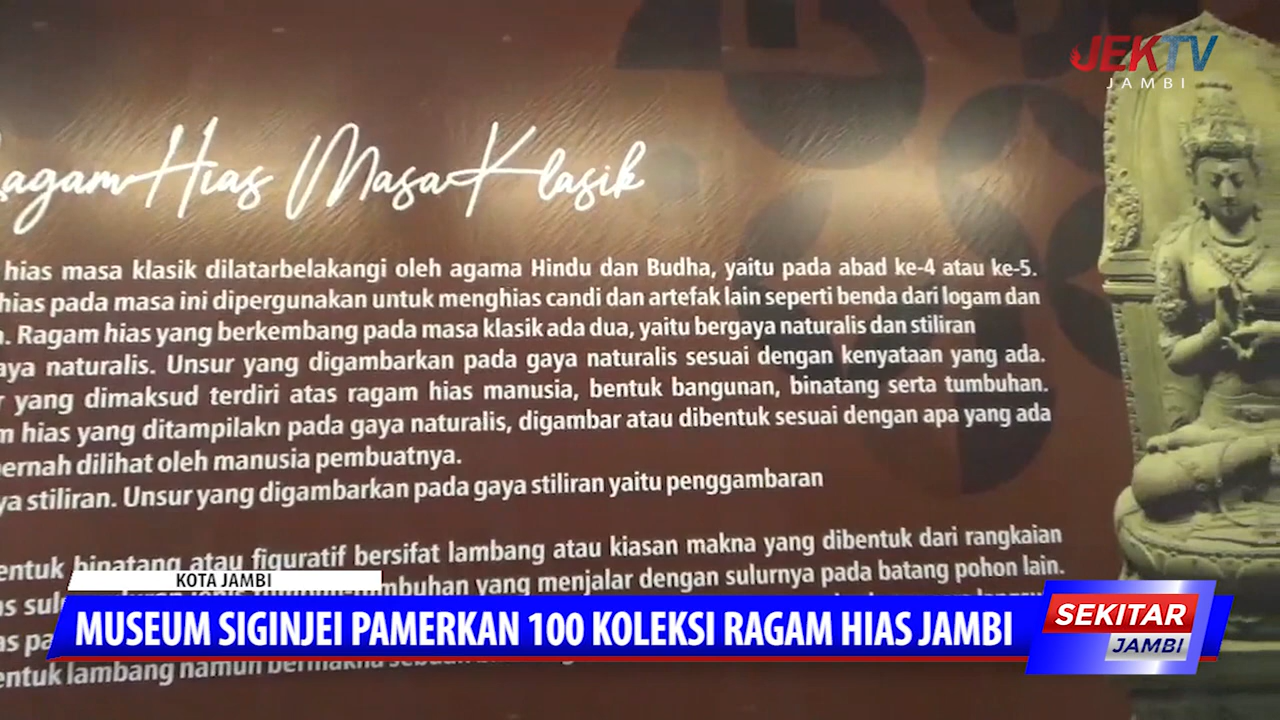 JEKTV
JAMBI
Ragam Hias Masa Klasik
hias masa klasik dilatarbelakangi oleh agama Hindu dan Budha, yaitu pada abad ke-4 atau ke-5.
hias pada masa ini dipergunakan untuk menghias candi dan artefak lain seperti benda dari logam dan
Ragam hias yang berkembang pada masa klasik ada dua, yaitu bergaya naturalis dan stiliran
naturalis. Unsur yang digambarkan pada gaya naturalis sesuai dengan kenyataan yang ada.
yang dimaksud terdiri atas ragam hias manusia, bentuk bangunan, binatang serta tumbuhan.
hias yang ditampilakn pada gaya naturalis, digambar atau dibentuk sesuai dengan apa yang ada
pernah dilihat oleh manusia pembuatnya.
stiliran. Unsur yang digambarkan pada gaya stiliran yaitu penggambaran
binatang atau figuratif bersifat lambang atau kiasan makna yang dibentuk dari rangkaian
yang menjalar dengan sulurnya pada batang pohon lain.
lambang namun bermakna
KOTA JAMBI
MUSEUM SIGINJEI PAMERKAN 100 KOLEKSI RAGAM HIAS JAMBI
SEKITAR
JAMBI